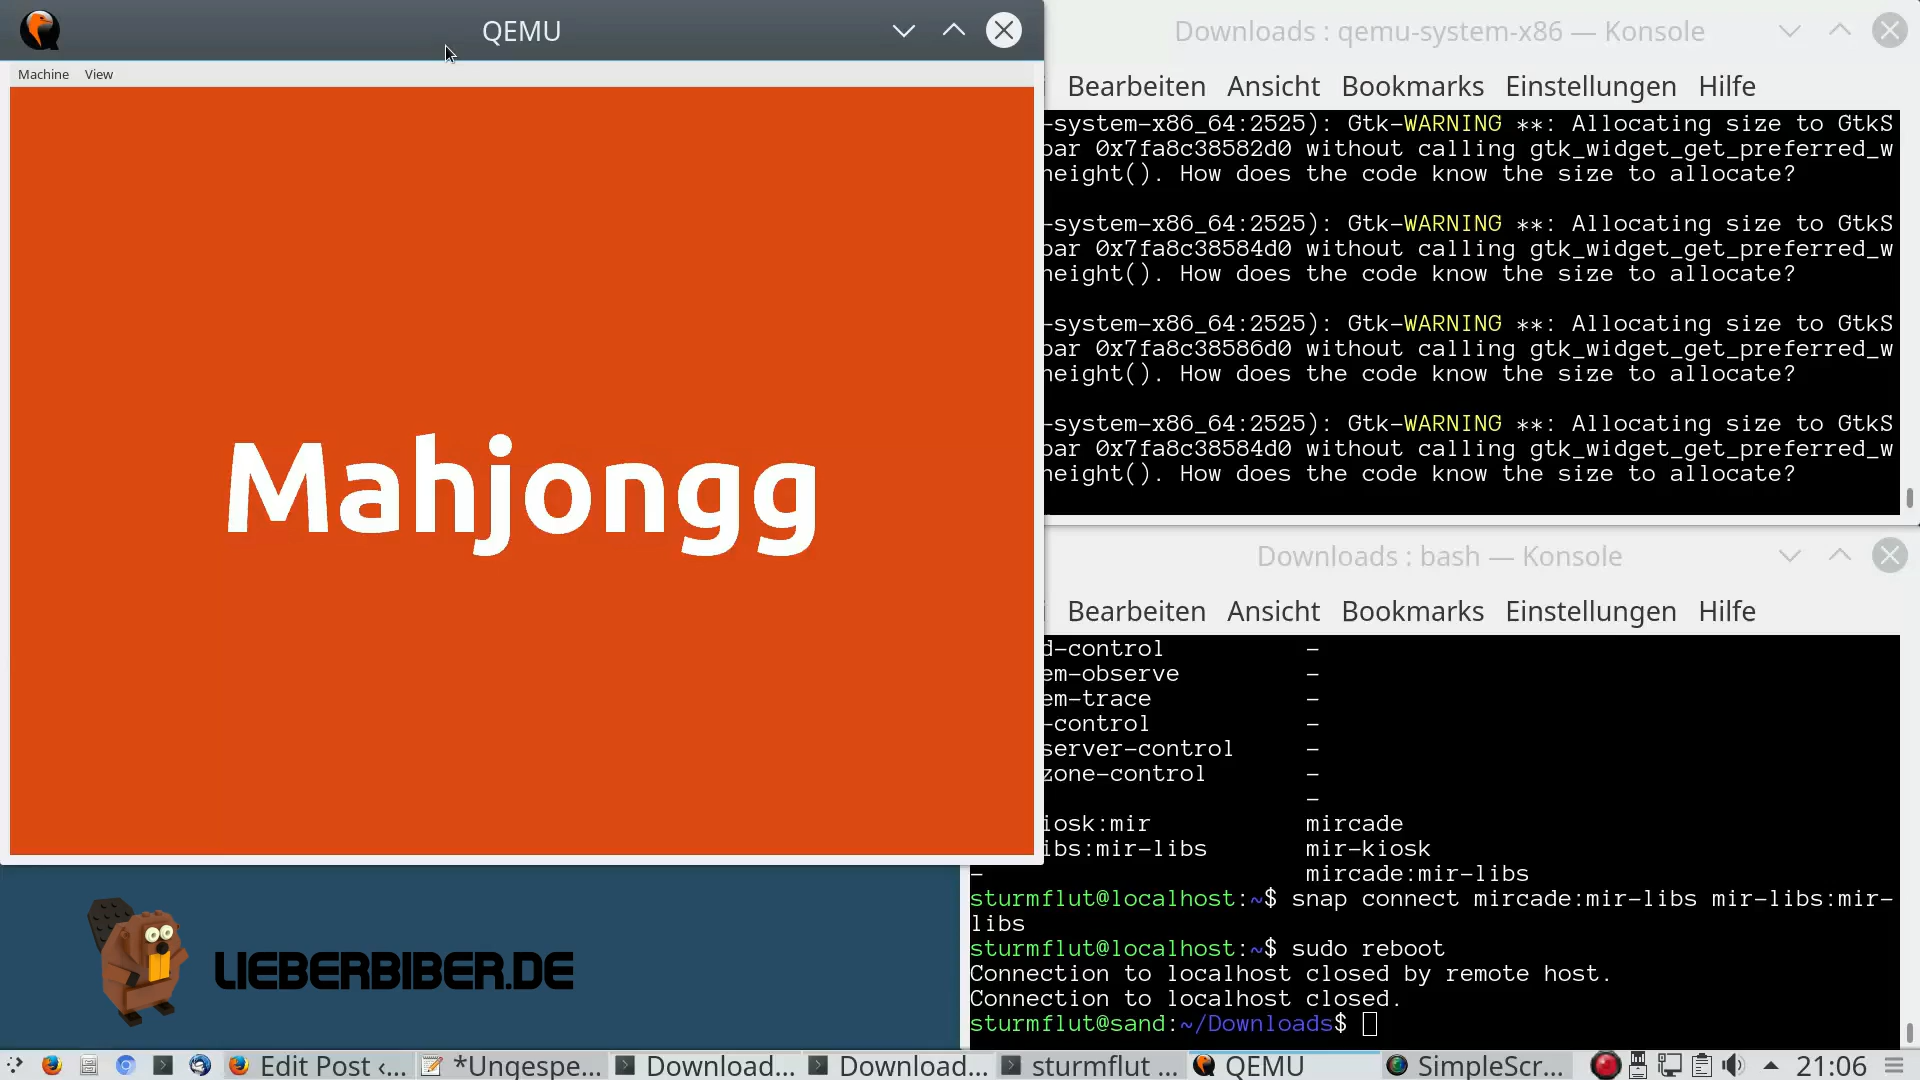 QEMU
Machine View
Mahjongg
Downloads : qemu-system-x86 — Konsole
Bearbeiten Ansicht Bookmarks Einstellungen Hilfe
-system-x86_64:2525): Gtk-WARNING **: Allocating size to GtkS
bar 0x7fa8c38582d0 without calling gtk_widget_get_preferred_w
height(). How does the code know the size to allocate?
-system-x86_64:2525): Gtk-WARNING **: Allocating size to GtkS
bar 0x7fa8c38584d0 without calling gtk_widget_get_preferred_w
height(). How does the code know the size to allocate?
-system-x86_64:2525): Gtk-WARNING **: Allocating size to GtkS
bar 0x7fa8c38586d0 without calling gtk_widget_get_preferred_w
height(). How does the code know the size to allocate?
-system-x86_64:2525): Gtk-WARNING **: Allocating size to GtkS
bar 0x7fa8c38584d0 without calling gtk_widget_get_preferred_w
height(). How does the code know the size to allocate?
Downloads : bash — Konsole
Bearbeiten Ansicht Bookmarks Einstellungen Hilfe
d-control -
em-observe -
em-trace -
-control -
server-control -
zone-control -
-
iosk:mir mircade
ibs:mir-libs mir-kiosk
- mircade:mir-libs
sturmflut@localhost:~$ snap connect mircade:mir-libs mir-libs:mir-
libs
sturmflut@localhost:~$ sudo reboot
Connection to localhost closed by remote host.
Connection to localhost closed.
sturmflut@sand:~/Downloads$
LIEBERBIBER.DE
Edit Post ‹... *Ungespe... Download... Download... sturmflut ... QEMU SimpleScr... 21:06